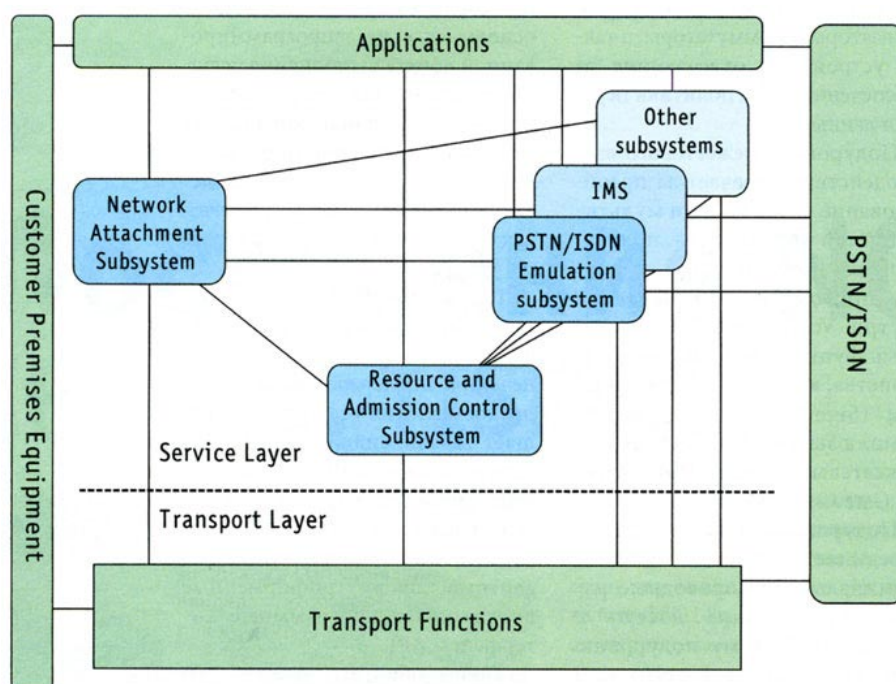 Applications
Other
subsystems
Network
Attachment
Subsystem
IMS
PSTN/ISDN
Emulation
subsystem
Resource and
Admission Control
Subsystem
Service Layer
Transport Layer
Transport Functions
Customer Premises Equipment
PSTN/ISDN